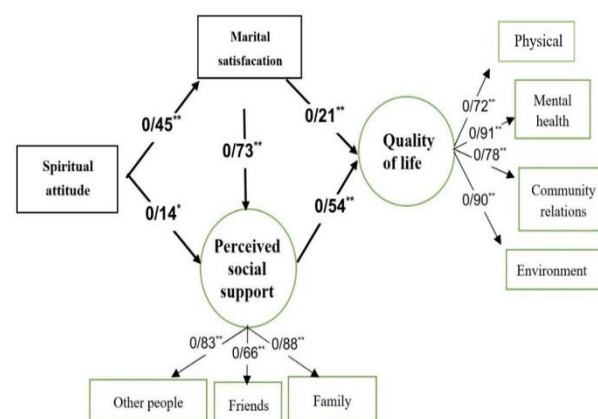 Marital
satisfacation
Physical
0/45**
0/21**
0/72**
Mental
health
0/91**
Spiritual
attitude
0/73**
Quality
of life
0/78**
Community
relations
0/14*
0/54**
0/90**
Perceived
social
support
Environment
0/83**
0/66**
0/88**
Other people
Friends
Family